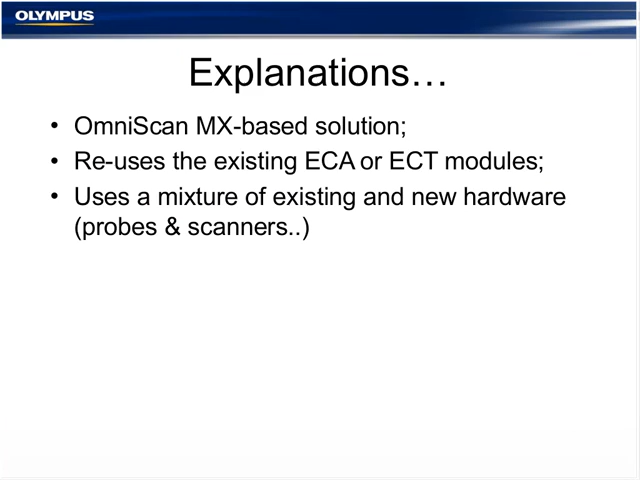 OLYMPUS
Explanations…
• OmniScan MX-based solution;
• Re-uses the existing ECA or ECT modules;
• Uses a mixture of existing and new hardware
(probes & scanners..)